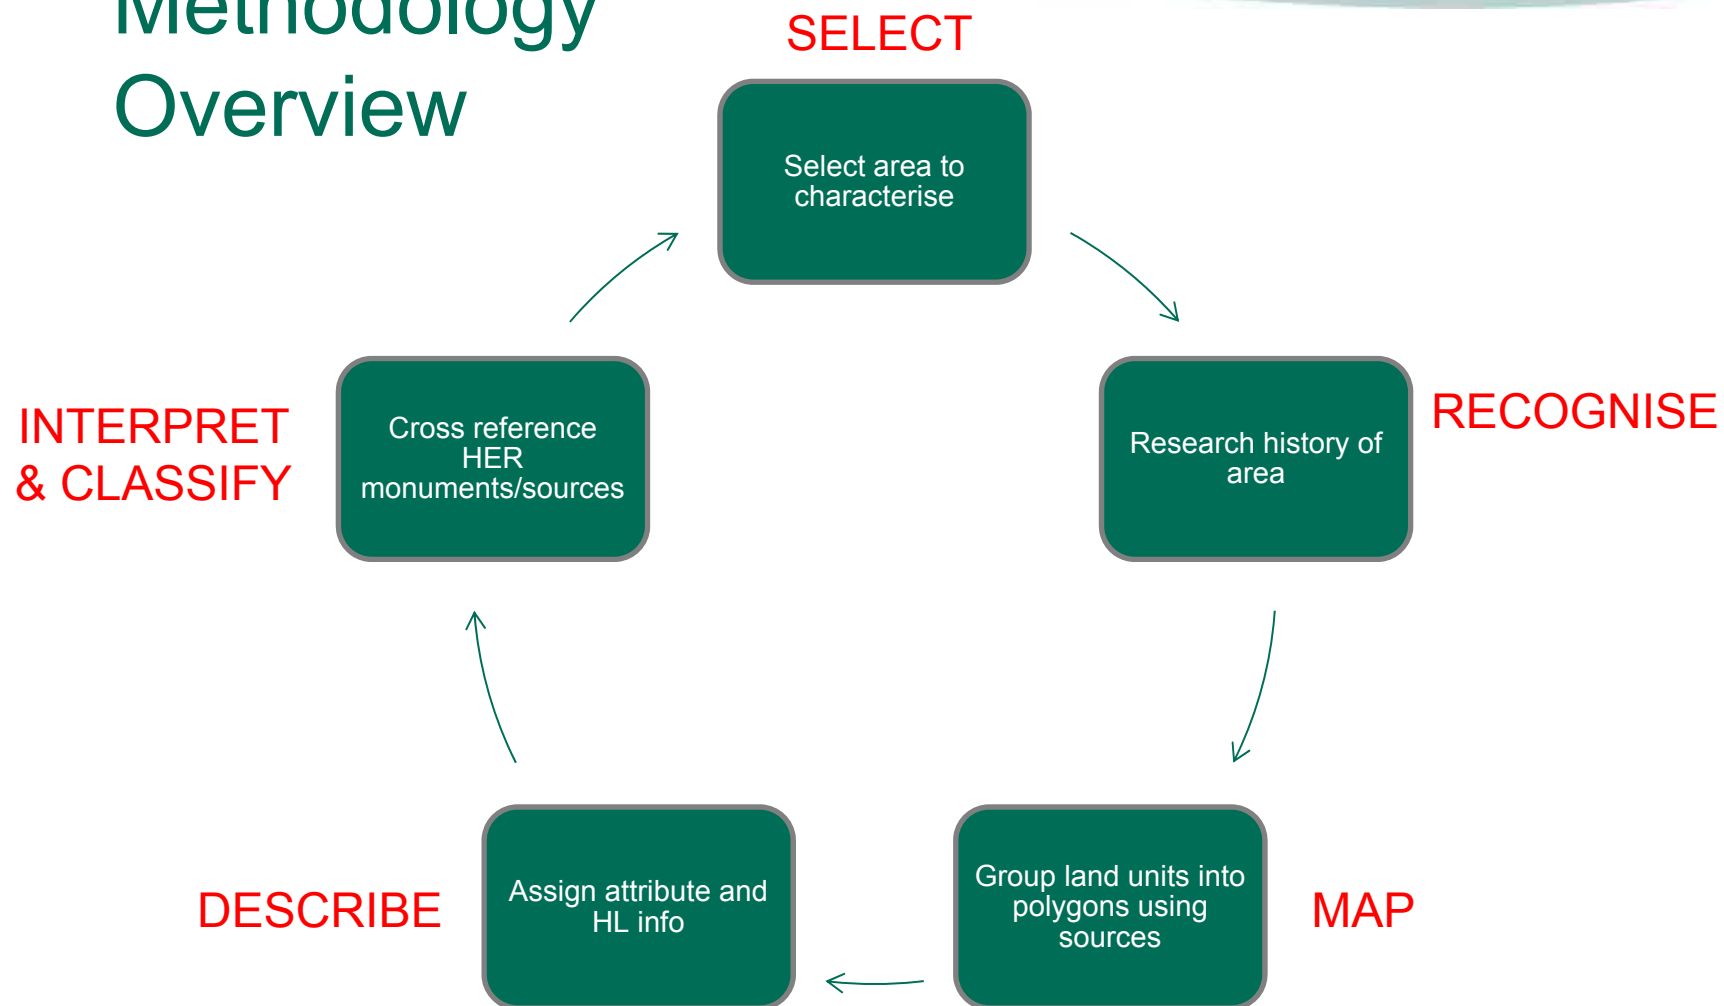 Methodology
Overview
SELECT
Select area to
characterise
RECOGNISE
Research history of
area
MAP
Group land units into
polygons using
sources
DESCRIBE
Assign attribute and
HL info
INTERPRET
& CLASSIFY
Cross reference
HER
monuments/sources